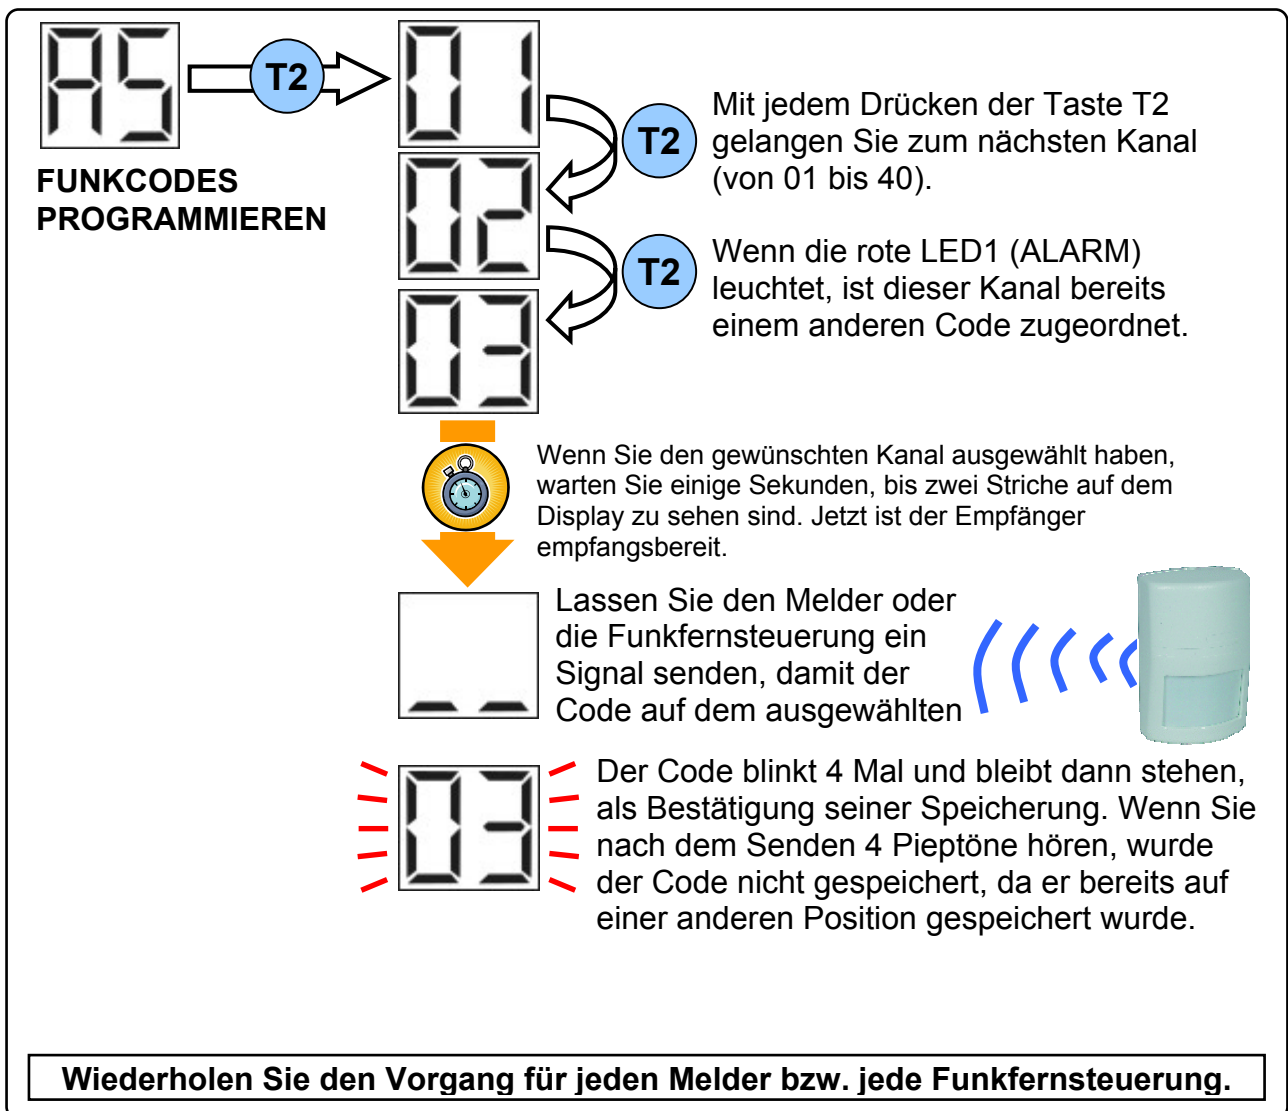 A5
T2
01
FUNKCODES
PROGRAMMIEREN
T2
Mit jedem Drücken der Taste T2
gelangen Sie zum nächsten Kanal
(von 01 bis 40).
02
T2
Wenn die rote LED1 (ALARM)
leuchtet, ist dieser Kanal bereits
einem anderen Code zugeordnet.
03
Wenn Sie den gewünschten Kanal ausgewählt haben,
warten Sie einige Sekunden, bis zwei Striche auf dem
Display zu sehen sind. Jetzt ist der Empfänger
empfangsbereit.
_ _
Lassen Sie den Melder oder
die Funkfernsteuerung ein
Signal senden, damit der
Code auf dem ausgewählten
03
Der Code blinkt 4 Mal und bleibt dann stehen,
als Bestätigung seiner Speicherung. Wenn Sie
nach dem Senden 4 Pieptöne hören, wurde
der Code nicht gespeichert, da er bereits auf
einer anderen Position gespeichert wurde.
Wiederholen Sie den Vorgang für jeden Melder bzw. jede Funkfernsteuerung.